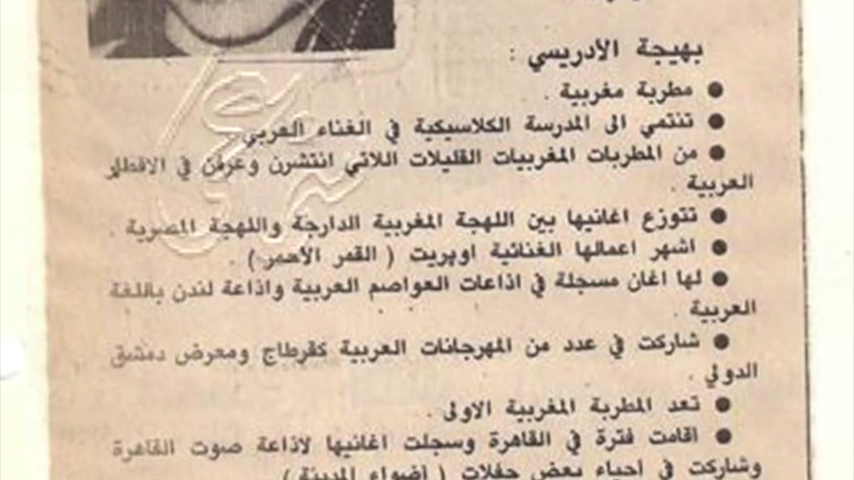 بهيجة الأدريسي :
● مطربة مغربية .
● تنتمي الى المدرسة الكلاسيكية في الغناء العربي
● من المطربات المغربيات القليلات اللاتي انتشرن وعرفن في الاقطار
العربية .
● تتوزع اغانيها بين اللهجة المغربية الدارجة واللهجة المصرية .
● اشهر اعمالها الغنائية اوپريت ( القمر الأحمر ) .
● لها اغان مسجلة في اذاعات العواصم العربية واذاعة لندن باللغة
العربية .
● شاركت في عدد من المهرجانات العربية كقرطاج ومعرض دمشق
الدولي .
● تعد المطربة المغربية الاولى .
● اقامت فترة في القاهرة وسجلت اغانيها لاذاعة صوت القاهرة
وشاركت في احياء بعض حفلات ( اضواء المدينة )